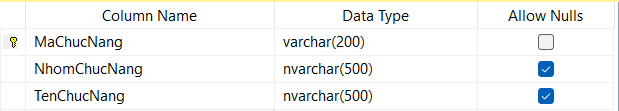 Column Name Data Type Allow Nulls
MaChucNang varchar(200)
NhomChucNang nvarchar(500)
TenChucNang nvarchar(500)